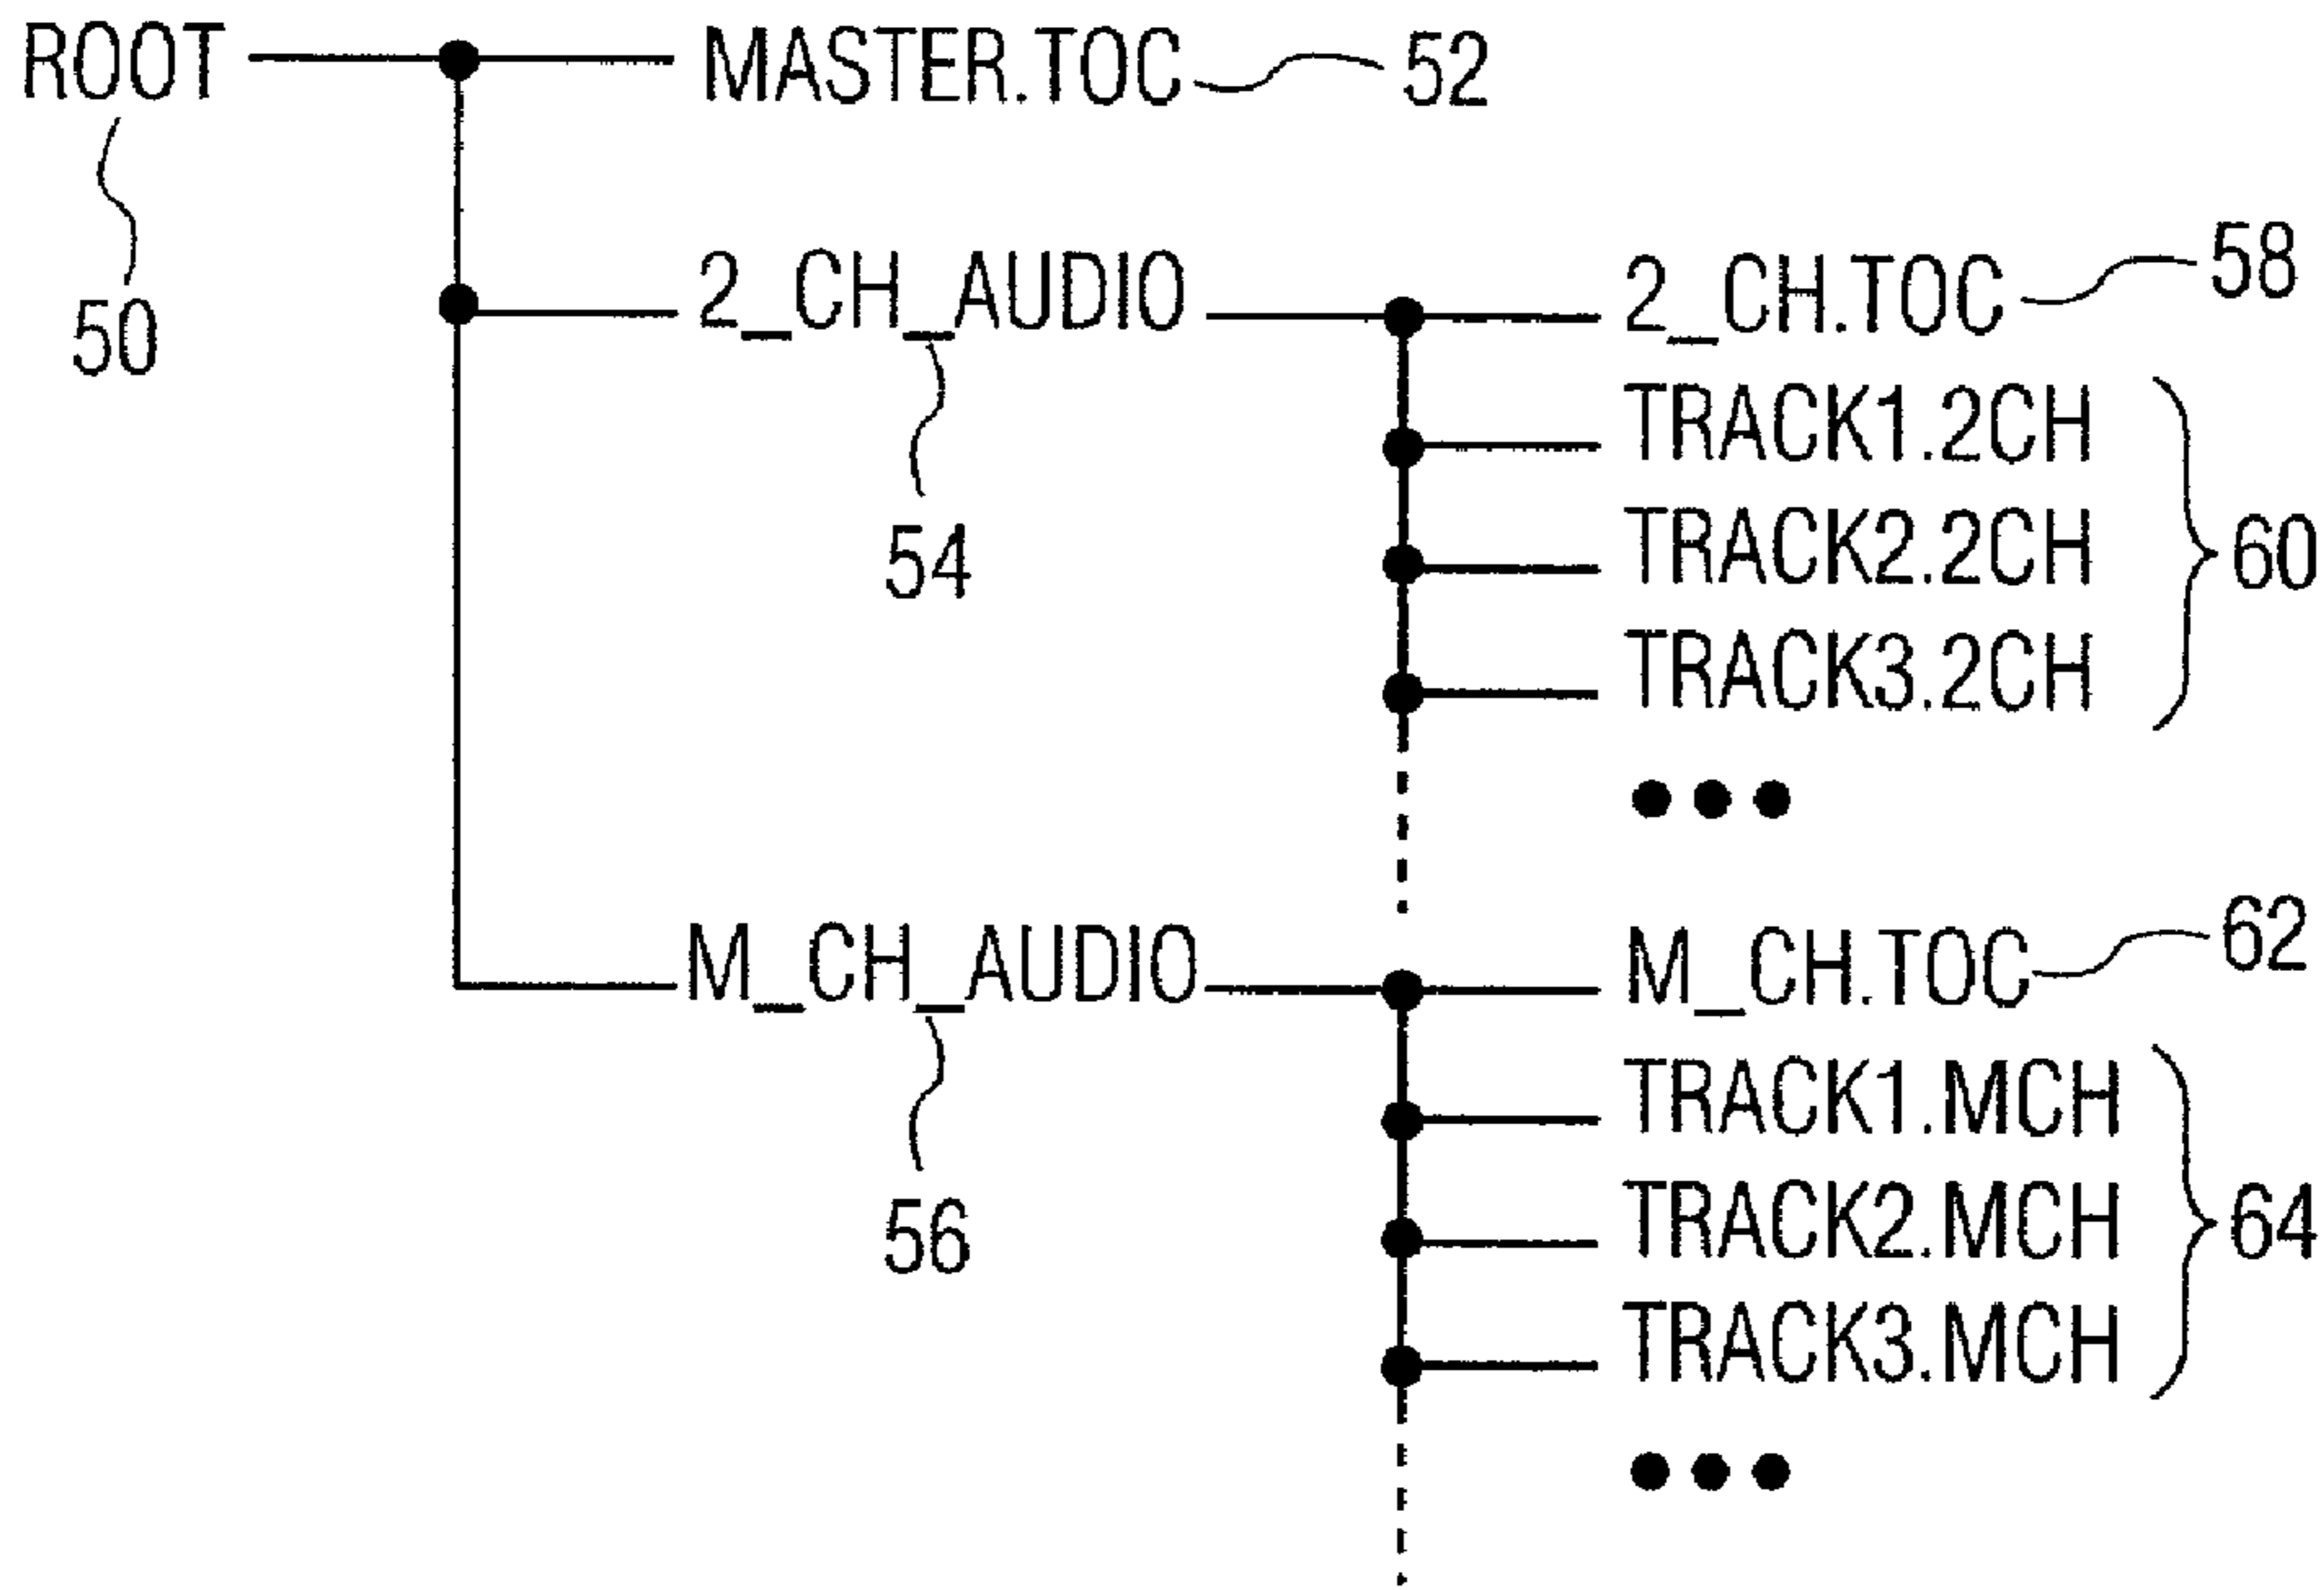 ROOT MASTER.TOC 52
50
2_CH_AUDIO 2_CH.TOC 58
54
TRACK1.2CH
TRACK2.2CH 60
TRACK3.2CH
M_CH_AUDIO M_CH.TOC 62
56
TRACK1.MCH
TRACK2.MCH 64
TRACK3.MCH